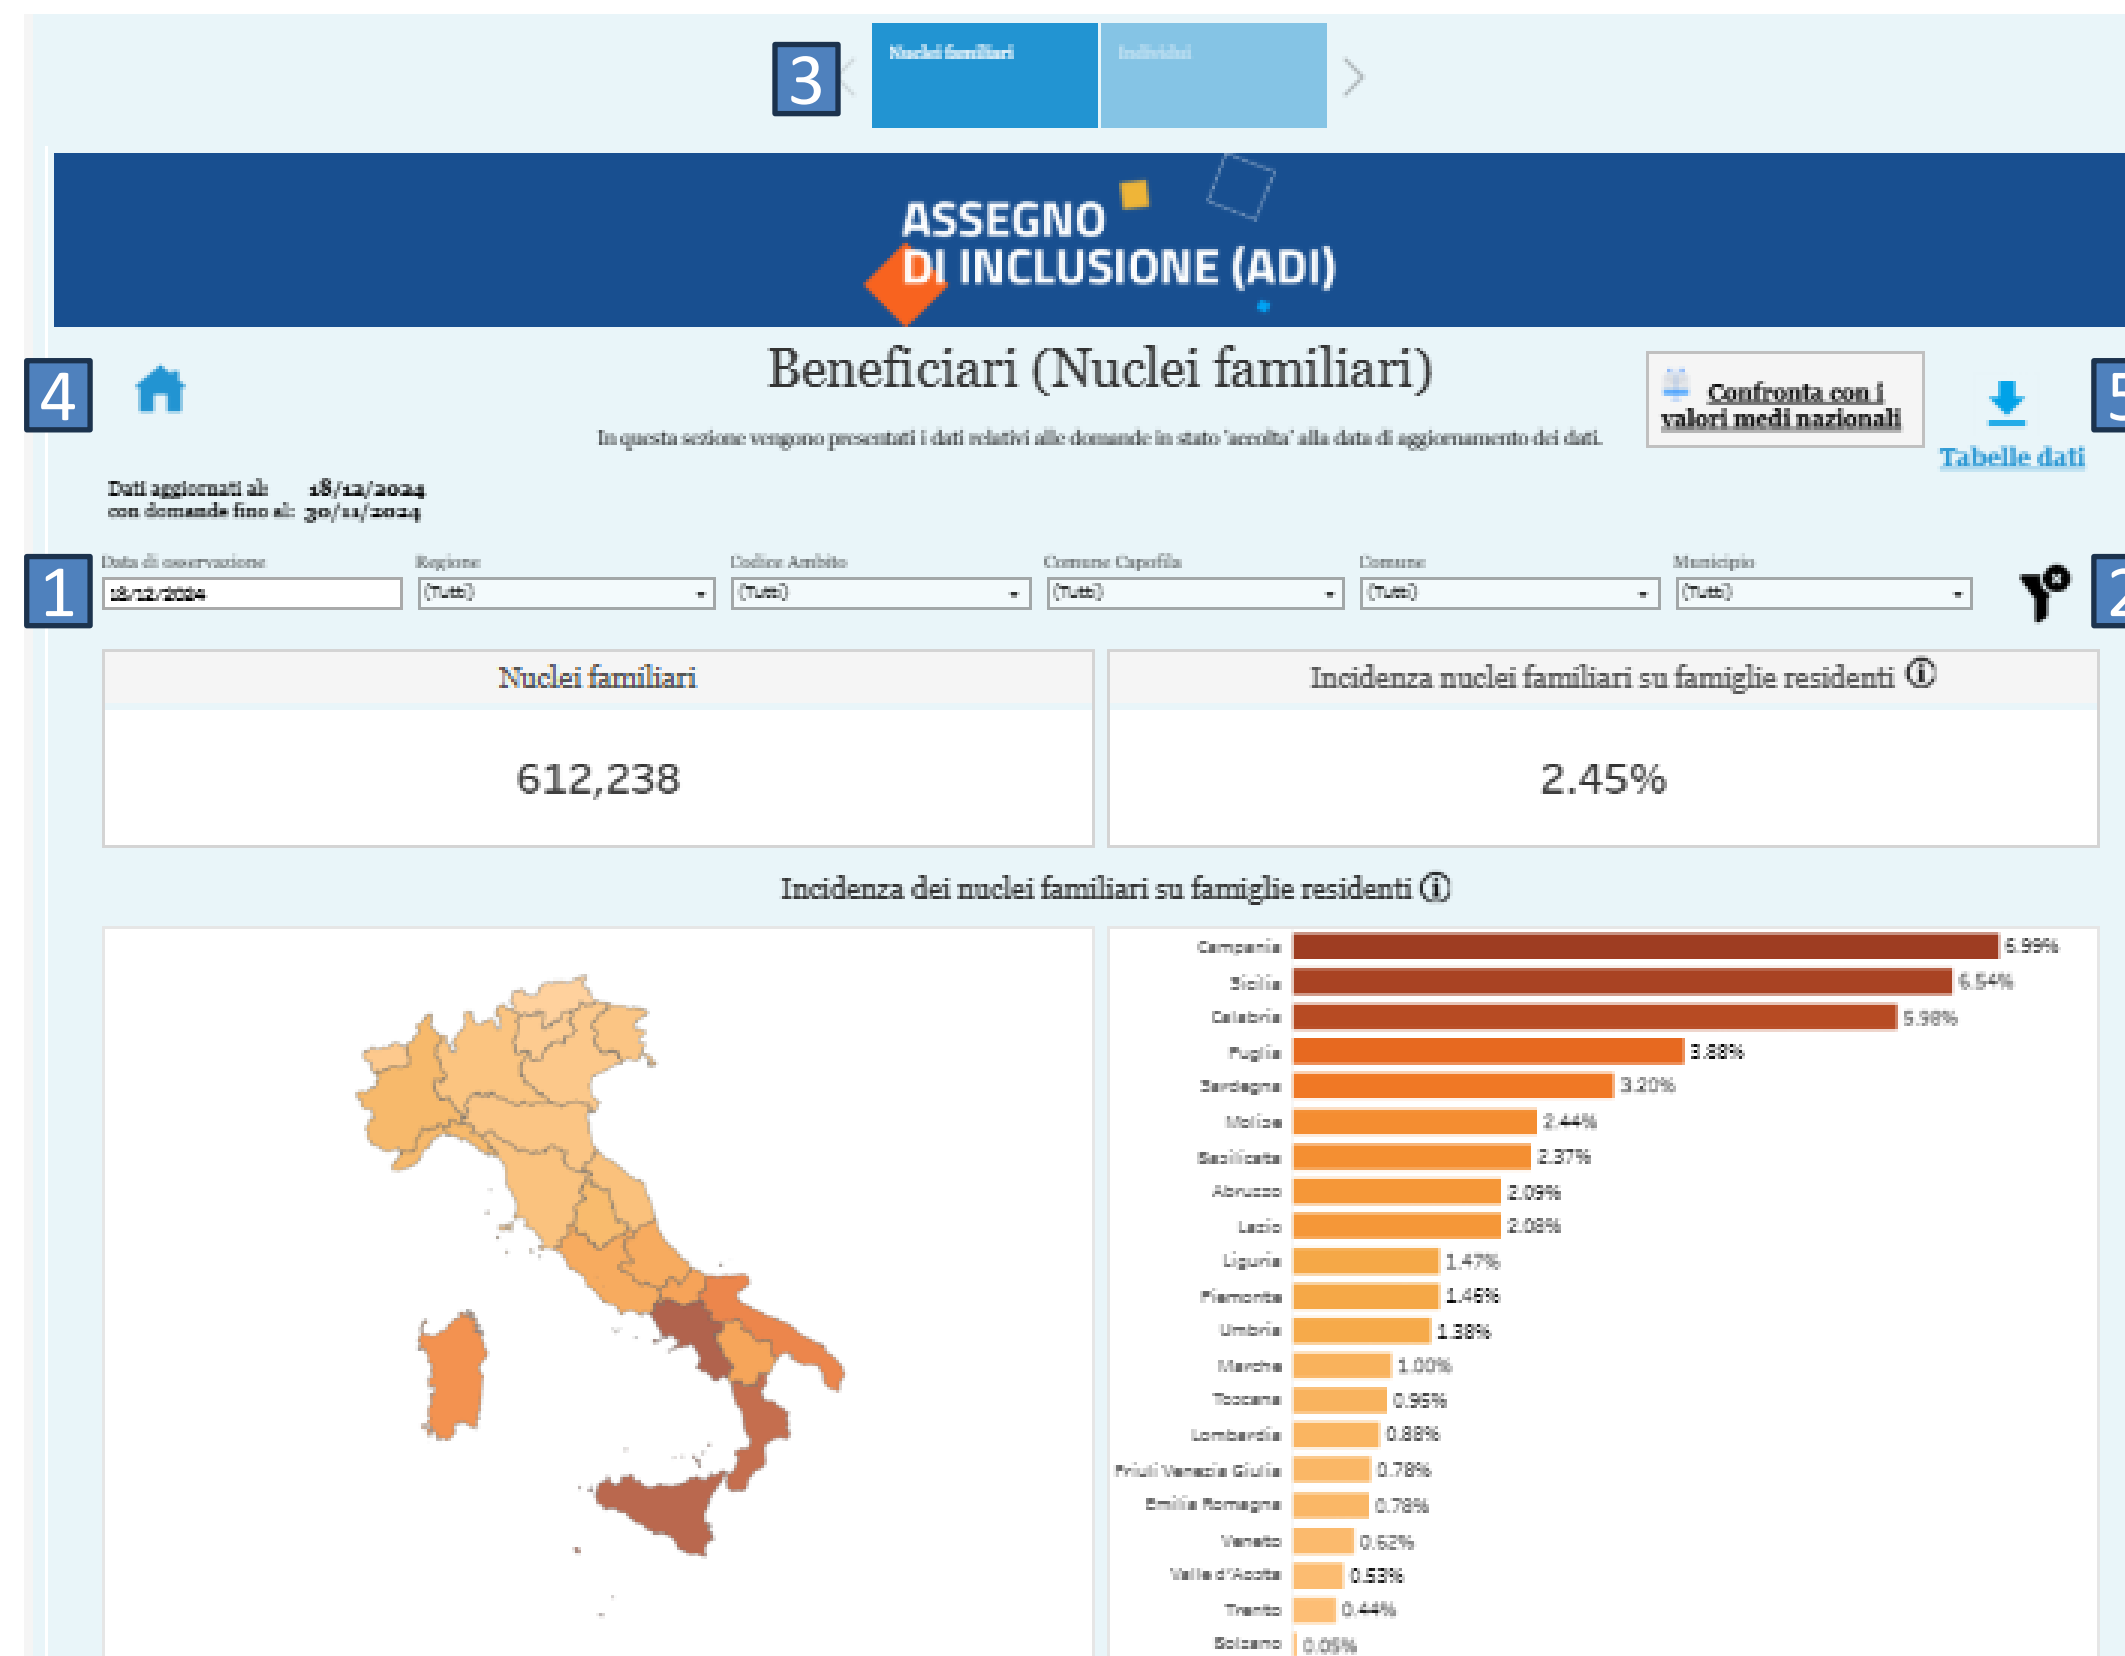 3
Nuclei familiari
Individui
ASSEGNO
DI INCLUSIONE (ADI)
4
Beneficiari (Nuclei familiari)
Confronta con i
valori medi nazionali
5
Tabelle dati
In questa sezione vengono presentati i dati relativi alle domande in stato 'accolta' alla data di aggiornamento dei dati.
Dati aggiornati al: 18/12/2024
con domande fino al: 30/11/2024
1
Data di osservazione
18/12/2024
Regione
(Tutti)
Codice Ambito
(Tutti)
Comune Capofila
(Tutti)
Comune
(Tutti)
Municipio
(Tutti)
2
Nuclei familiari
612,238
Incidenza nuclei familiari su famiglie residenti
2.45%
Incidenza dei nuclei familiari su famiglie residenti
Campania 6.99%
Sicilia 6.54%
Calabria 5.98%
Puglia 3.88%
Sardegna 3.20%
Molise 2.44%
Basilicata 2.37%
Abruzzo 2.09%
Lazio 2.08%
Liguria 1.47%
Piemonte 1.46%
Umbria 1.38%
Marche 1.00%
Toscana 0.95%
Lombardia 0.88%
Friuli Venezia Giulia 0.78%
Emilia Romagna 0.78%
Veneto 0.62%
Valle d'Aosta 0.53%
Trento 0.44%
Bolzano 0.05%